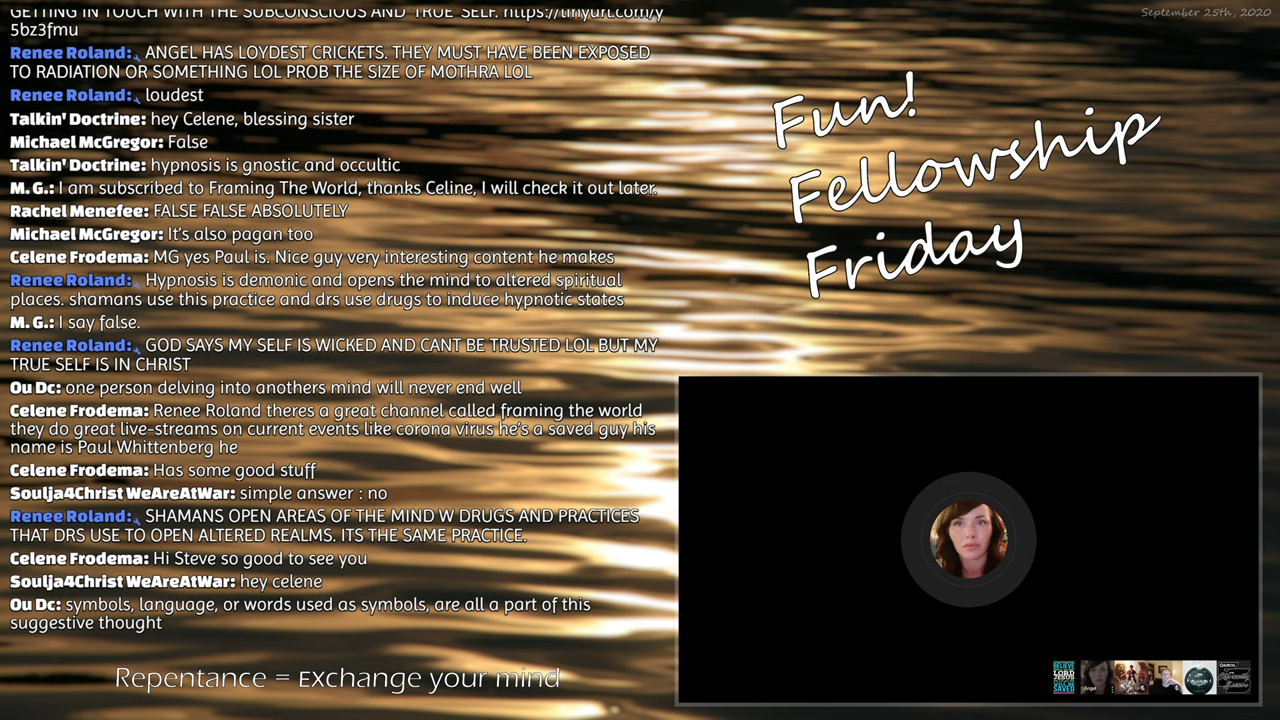 GETTING IN TOUCH WITH THE SUBCONSCIOUS AND "TRUE" SELF. https://tinyurl.com/y
5bz3fmu
Renee Roland: ANGEL HAS LOYDEST CRICKETS. THEY MUST HAVE BEEN EXPOSED
TO RADIATION OR SOMETHING LOL PROB THE SIZE OF MOTHRA LOL
Renee Roland: loudest
Talkin' Doctrine: hey Celene, blessing sister
Michael McGregor: False
Talkin' Doctrine: hypnosis is gnostic and occultic
M. G.: I am subscribed to Framing The World, thanks Celine, I will check it out later.
Rachel Menefee: FALSE FALSE ABSOLUTELY
Michael McGregor: It's also pagan too
Celene Frodema: MG yes Paul is. Nice guy very interesting content he makes
Renee Roland: Hypnosis is demonic and opens the mind to altered spiritual
places. shamans use this practice and drs use drugs to induce hypnotic states
M. G.: I say false.
Renee Roland: GOD SAYS MY SELF IS WICKED AND CANT BE TRUSTED LOL BUT MY
TRUE SELF IS IN CHRIST
Ou Dc: one person delving into anothers mind will never end well
Celene Frodema: Renee Roland theres a great channel called framing the world
they do great live-streams on current events like corona virus he's a saved guy his
name is Paul Whittenberg he
Celene Frodema: Has some good stuff
Soulja4Christ WeAreAtWar: simple answer : no
Renee Roland: SHAMANS OPEN AREAS OF THE MIND W DRUGS AND PRACTICES
THAT DRS USE TO OPEN ALTERED REALMS. ITS THE SAME PRACTICE.
Celene Frodema: Hi Steve so good to see you
Soulja4Christ WeAreAtWar: hey celene
Ou Dc: symbols, language, or words used as symbols, are all a part of this
suggestive thought
Repentance = Exchange your mind
September 25th, 2020
Fun!
Fellowship
Friday
BELIEVE
LORD
JESUS
SAVED
Angel
CHURCH